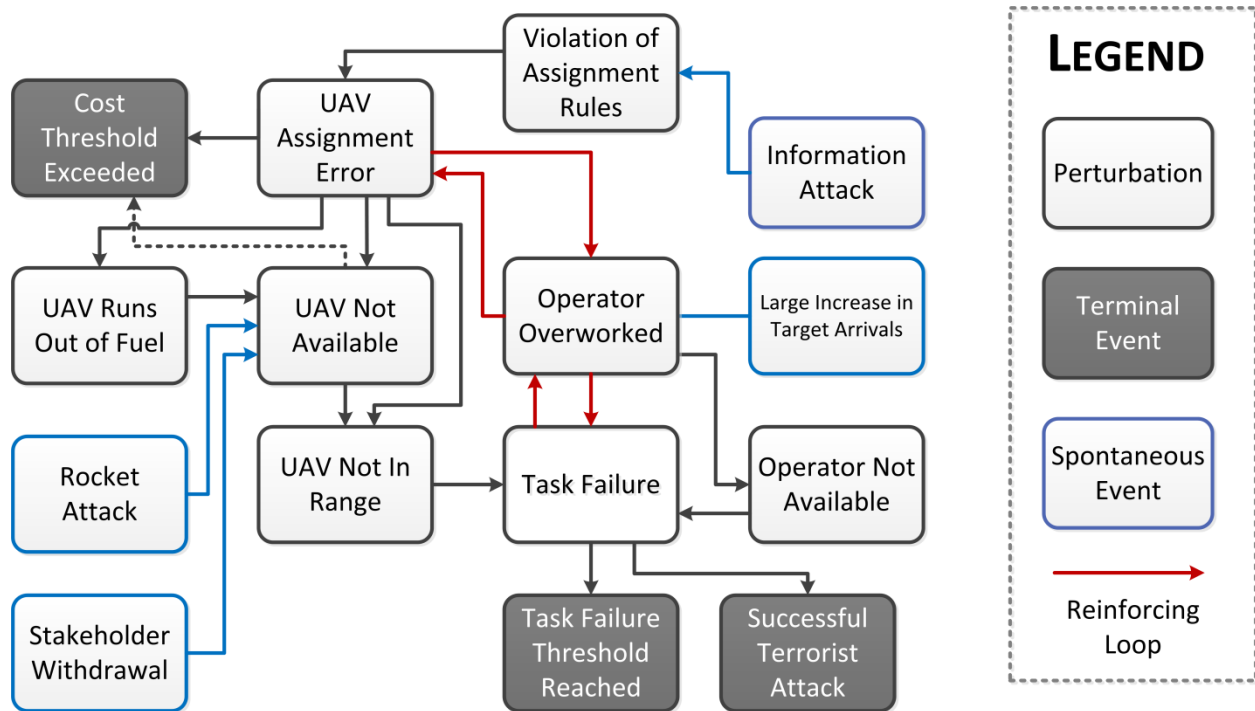 Violation of
Assignment
Rules
LEGEND
Cost
Threshold
Exceeded
UAV
Assignment
Error
Information
Attack
Perturbation
UAV Runs
Out of Fuel
UAV Not
Available
Operator
Overworked
Large Increase in
Target Arrivals
Terminal
Event
Rocket
Attack
UAV Not In
Range
Task Failure
Operator Not
Available
Spontaneous
Event
Stakeholder
Withdrawal
Task Failure
Threshold
Reached
Successful
Terrorist
Attack
Reinforcing
Loop